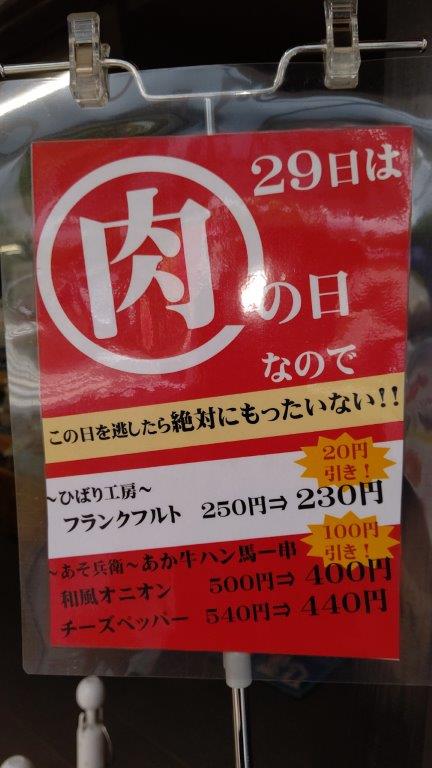 29日は
肉の日
なので
この日を逃したら絶対にもったいない!!
20円
引き!
~ひばり工房~
フランクフルト 250円⇒230円
100円
引き!
~あそ兵衛~あか牛ハン馬一串
和風オニオン 500円⇒400円
チーズペッパー 540円⇒440円